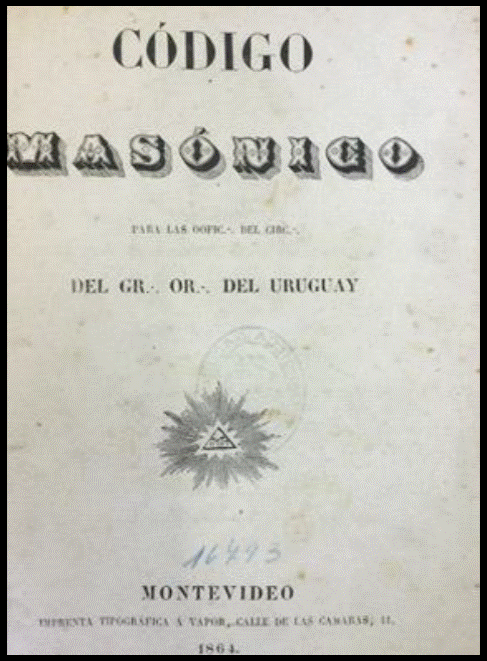 CÓDIGO
MASÓNICO
PARA LAS OOFIC.·. DEL CIRC.·.
DEL GR.·. OR.·. DEL URUGUAY
16493
MONTEVIDEO
IMPRENTA TIPOGRÁFICA Á VAPOR, CALLE DE LAS CAMARAS,
1864.